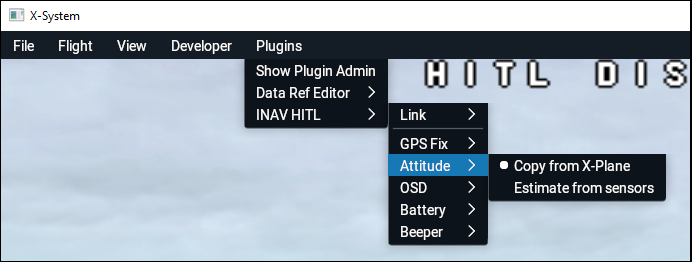 X-System
File Flight View Developer Plugins
HITL DIS
Show Plugin Admin
Data Ref Editor
INAV HITL
Link
GPS Fix
Attitude
OSD
Battery
Beeper
Copy from X-Plane
Estimate from sensors